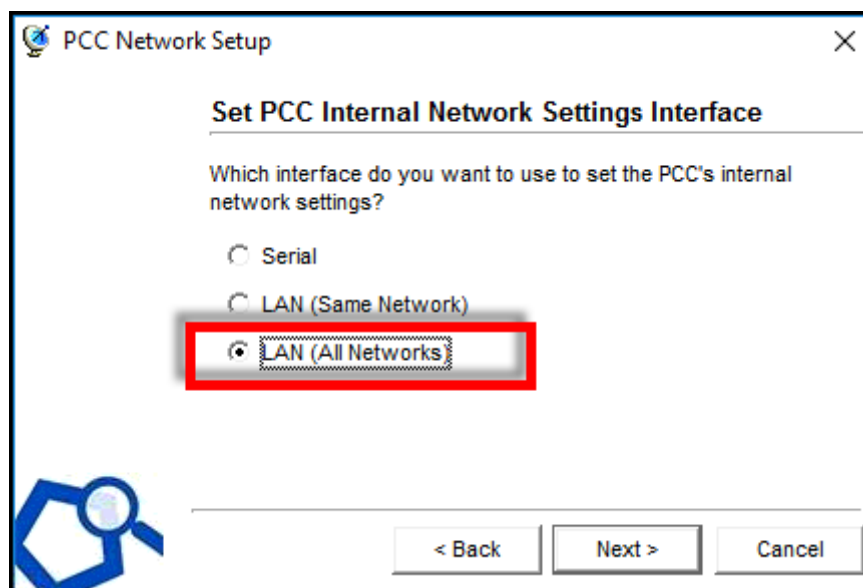 PCC Network Setup
Set PCC Internal Network Settings Interface
Which interface do you want to use to set the PCC's internal
network settings?
Serial
LAN (Same Network)
LAN (All Networks)
< Back Next > Cancel